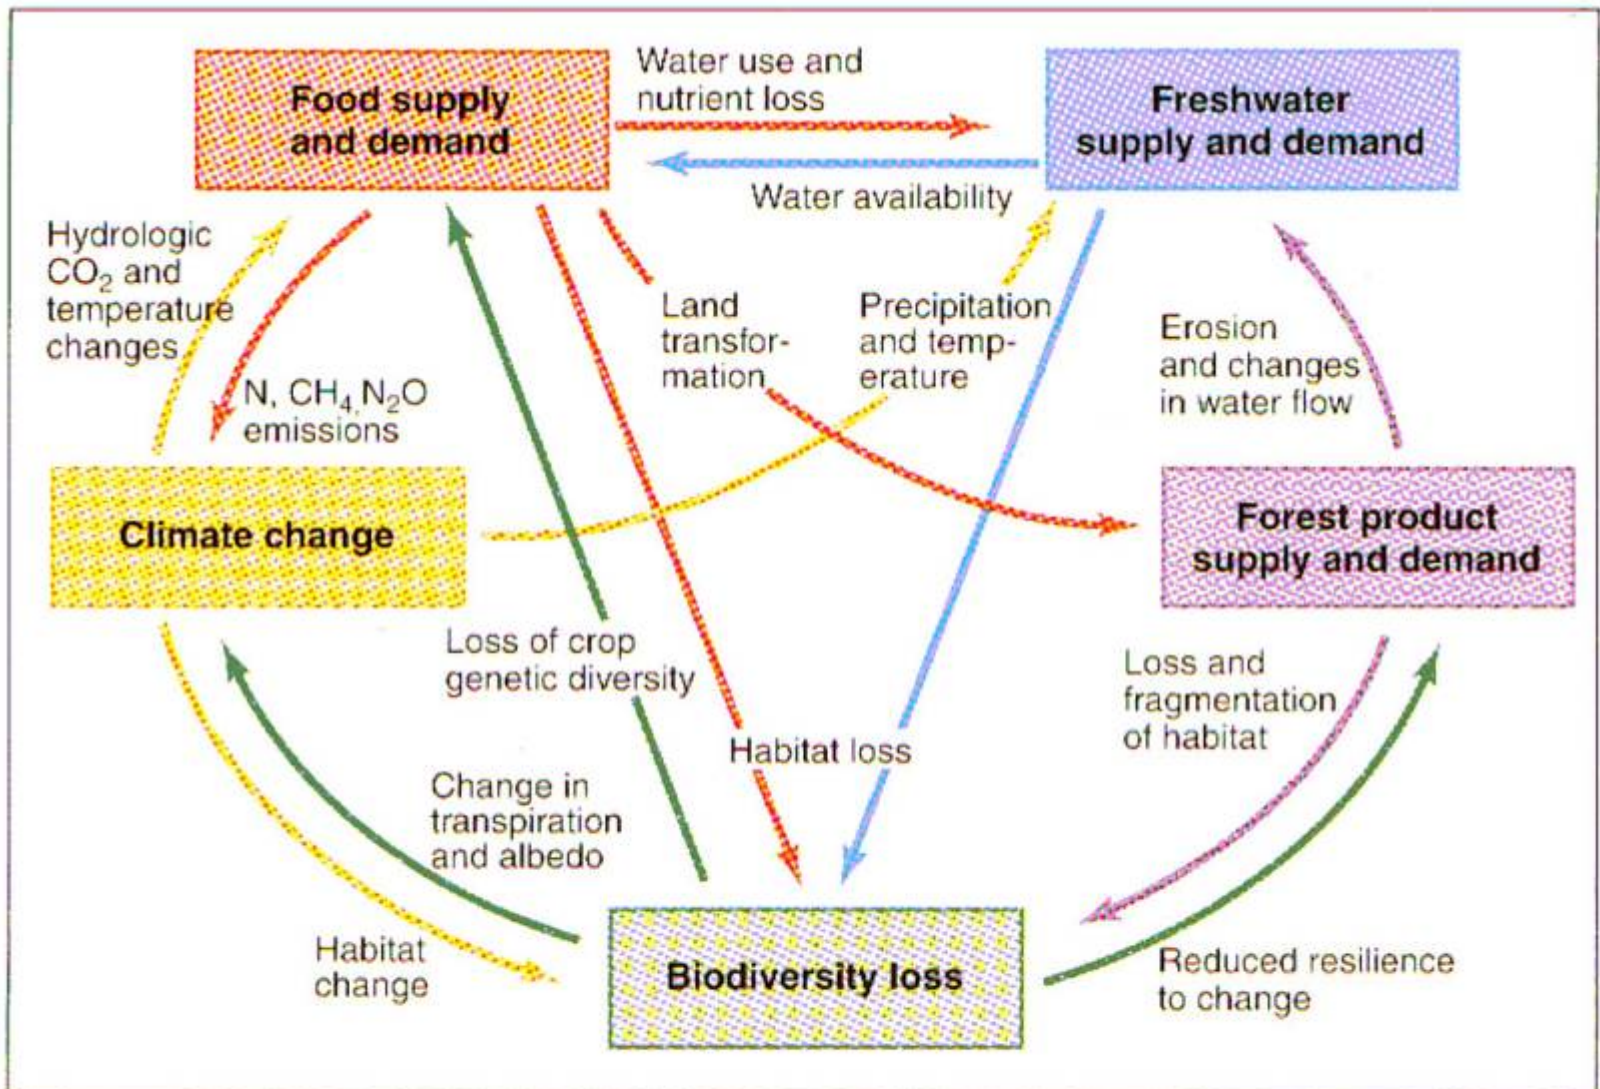 Food supply
and demand
Water use and
nutrient loss
Freshwater
supply and demand
Water availability
Hydrologic
CO₂ and
temperature
changes
N, CH₄, N₂O
emissions
Land
transfor-
mation
Precipitation
and temp-
erature
Erosion
and changes
in water flow
Climate change
Forest product
supply and demand
Loss of crop
genetic diversity
Loss and
fragmentation
of habitat
Habitat loss
Change in
transpiration
and albedo
Habitat
change
Biodiversity loss
Reduced resilience
to change